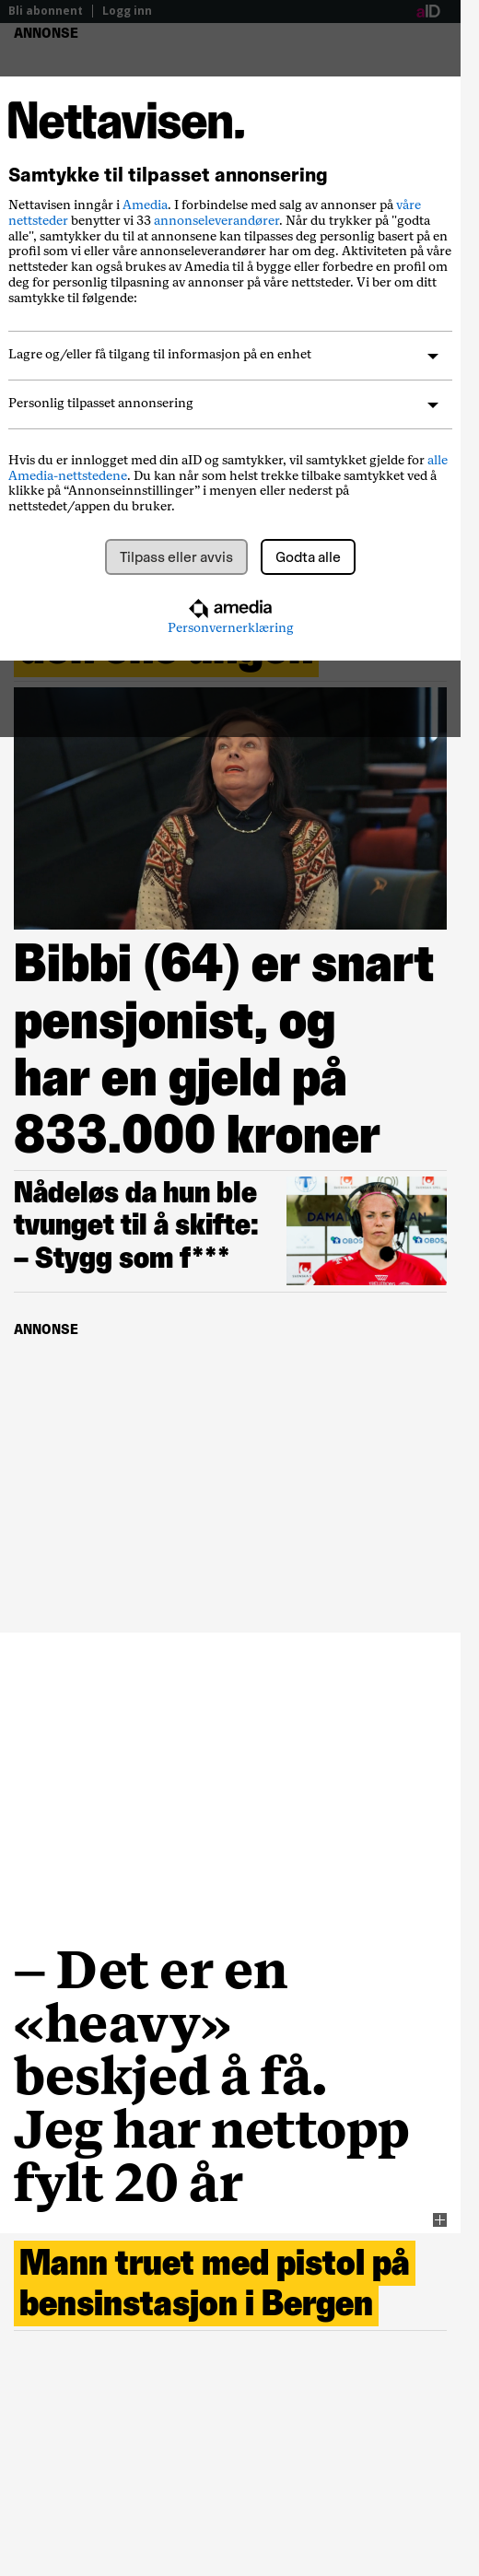 Bli abonnent | Logg inn aID
ANNONSE
Nettavisen.
Samtykke til tilpasset annonsering
Nettavisen inngår i Amedia. I forbindelse med salg av annonser på våre
nettsteder benytter vi 33 annonseleverandører. Når du trykker på "godta
alle", samtykker du til at annonsene kan tilpasses deg personlig basert på en
profil som vi eller våre annonseleverandører har om deg. Aktiviteten på våre
nettsteder kan også brukes av Amedia til å bygge eller forbedre en profil om
deg for personlig tilpasning av annonser på våre nettsteder. Vi ber om ditt
samtykke til følgende:
Lagre og/eller få tilgang til informasjon på en enhet
Personlig tilpasset annonsering
Hvis du er innlogget med din aID og samtykker, vil samtykket gjelde for alle
Amedia-nettstedene. Du kan når som helst trekke tilbake samtykket ved å
klikke på “Annonseinnstillinger” i menyen eller nederst på
nettstedet/appen du bruker.
Tilpass eller avvis Godta alle
amedia
Personvernerklæring
Bibbi (64) er snart
pensjonist, og
har en gjeld på
833.000 kroner
Nådeløs da hun ble
tvunget til å skifte:
– Stygg som f***
ANNONSE
– Det er en
«heavy»
beskjed å få.
Jeg har nettopp
fylt 20 år
Mann truet med pistol på
bensinstasjon i Bergen